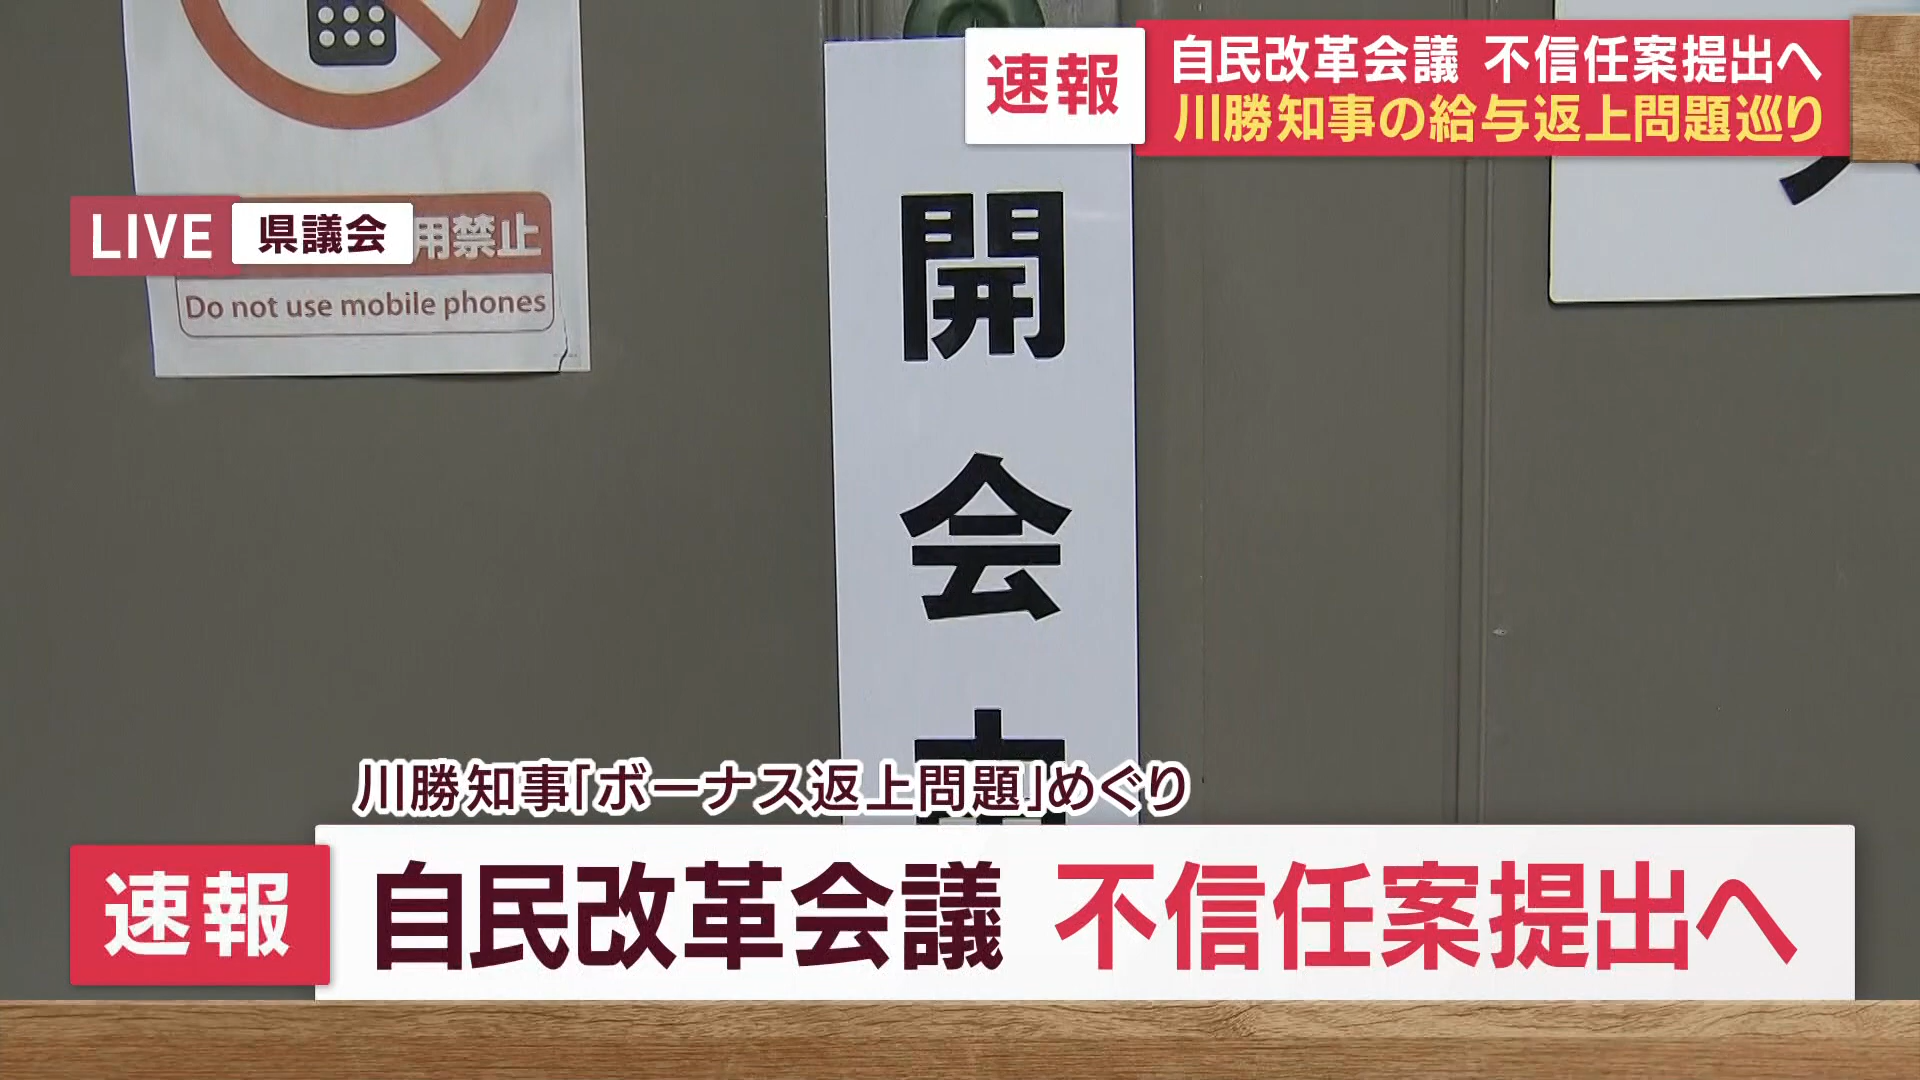 速報
自民改革会議 不信任案提出へ
川勝知事の給与返上問題巡り
LIVE
県議会
用禁止
Do not use mobile phones
開会中
川勝知事「ボーナス返上問題」めぐり
速報
自民改革会議 不信任案提出へ